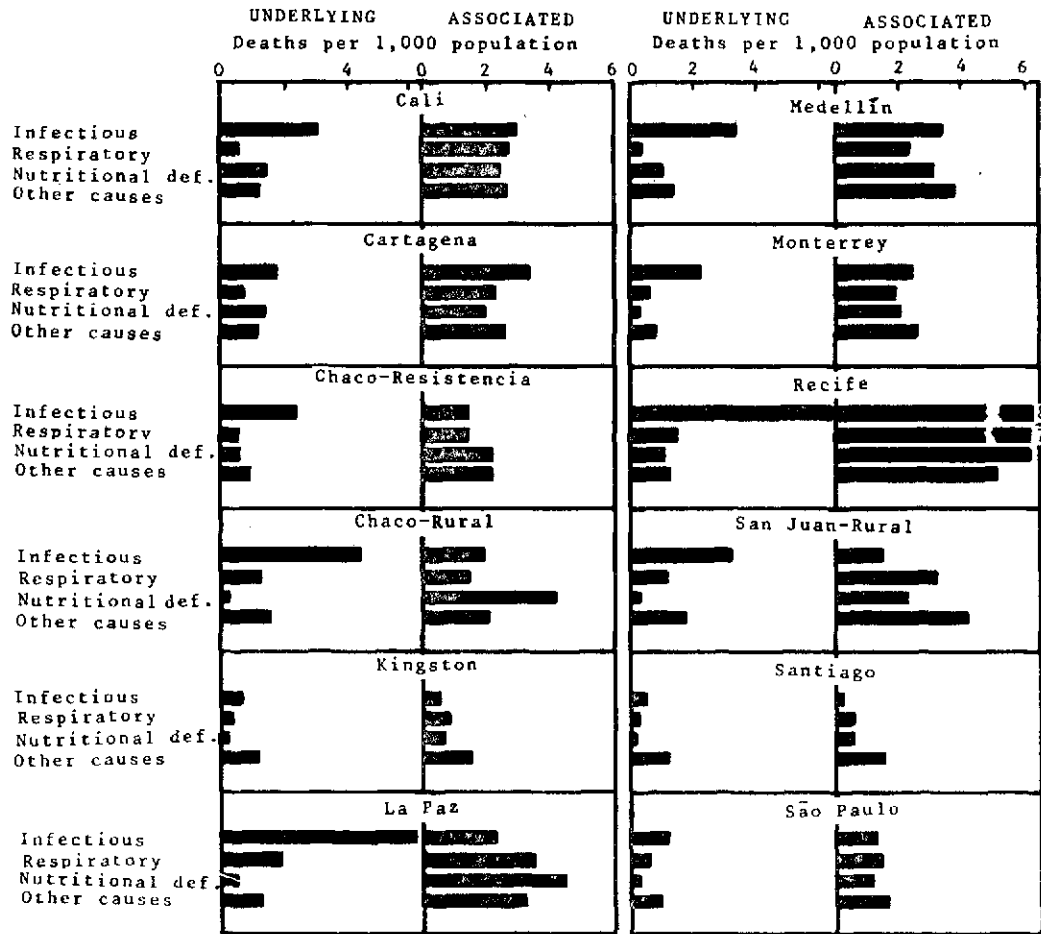 UNDERLYING ASSOCIATED UNDERLYING ASSOCIATED
Deaths per 1,000 population Deaths per 1,000 population
0 4 0 2 4 6 0 2 4 0 2 4 6
Cali Medellín
Infectious
Respiratory
Nutritional def.
Other causes
Cartagena Monterrey
Infectious
Respiratory
Nutritional def.
Other causes
Chaco-Resistencia Recife
Infectious
Respiratory
Nutritional def.
Other causes
Chaco-Rural San Juan-Rural
Infectious
Respiratory
Nutritional def.
Other causes
Kingston Santiago
Infectious
Respiratory
Nutritional def.
Other causes
La Paz São Paulo
Infectious
Respiratory
Nutritional def.
Other causes